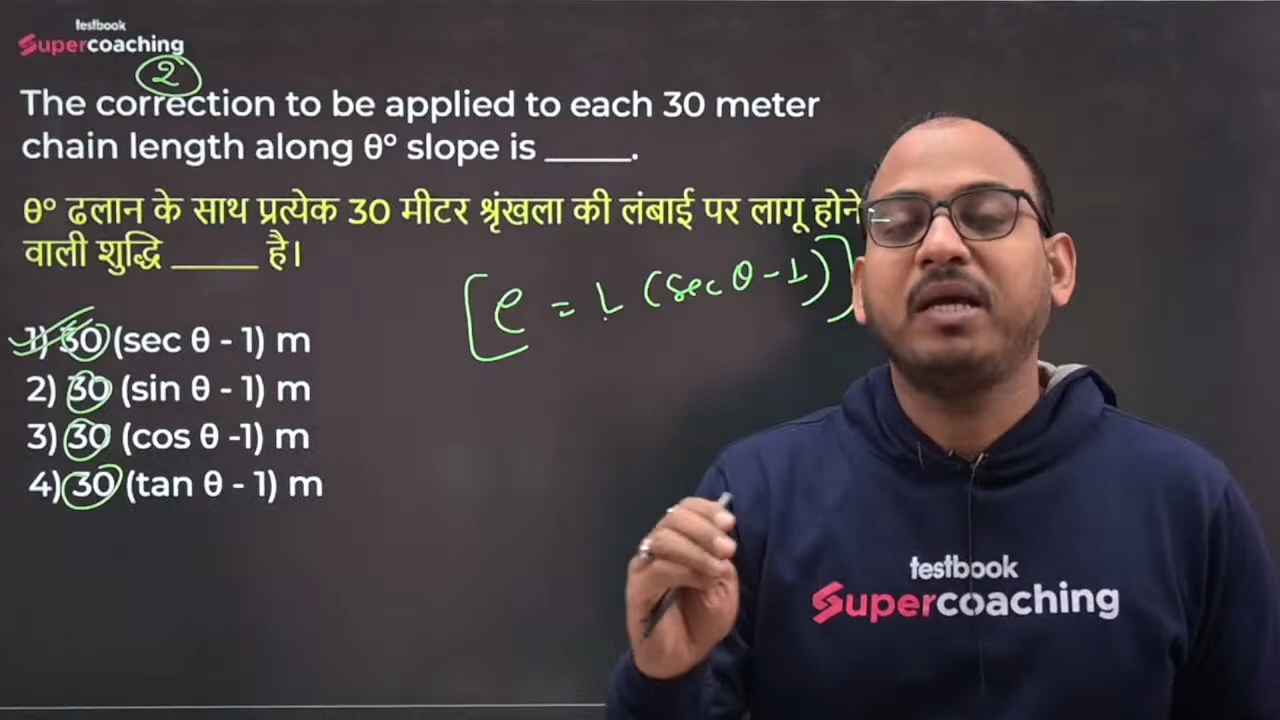 testbook
Supercoaching
2
The correction to be applied to each 30 meter
chain length along θ° slope is _____.
θ° ढलान के साथ प्रत्येक 30 मीटर श्रृंखला की लंबाई पर लागू होने
वाली शुद्धि _____ है।
[e = L (sec θ - 1)]
1) 30 (sec θ - 1) m
2) 30 (sin θ - 1) m
3) 30 (cos θ -1) m
4) 30 (tan θ - 1) m
testbook
Supercoaching